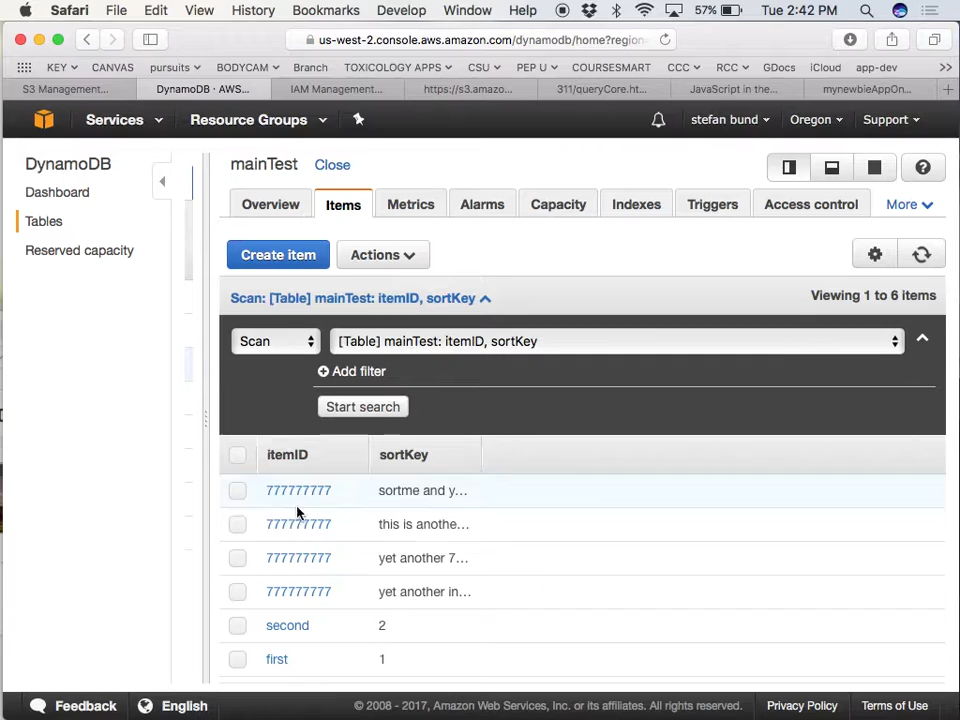 Safari File Edit View History Bookmarks Develop Window Help 57% Tue 2:42 PM
us-west-2.console.aws.amazon.com/dynamodb/home?region=
KEY CANVAS pursuits BODYCAM Branch TOXICOLOGY APPS CSU PEP U COURSESMART CCC RCC GDocs iCloud app-dev
S3 Management... DynamoDB · AWS... IAM Management... https://s3.amazo... 311/queryCore.ht... JavaScript in the... mynewbieAppOn...
Services Resource Groups stefan bund Oregon Support
DynamoDB
Dashboard
Tables
Reserved capacity
mainTest Close
Overview Items Metrics Alarms Capacity Indexes Triggers Access control More
Create item Actions
Scan: [Table] mainTest: itemID, sortKey Viewing 1 to 6 items
Scan [Table] mainTest: itemID, sortKey
Add filter
Start search
itemID sortKey
777777777 sortme and y...
777777777 this is anothe...
777777777 yet another 7...
777777777 yet another in...
second 2
first 1
Feedback English © 2008 - 2017, Amazon Web Services, Inc. or its affiliates. All rights reserved. Privacy Policy Terms of Use